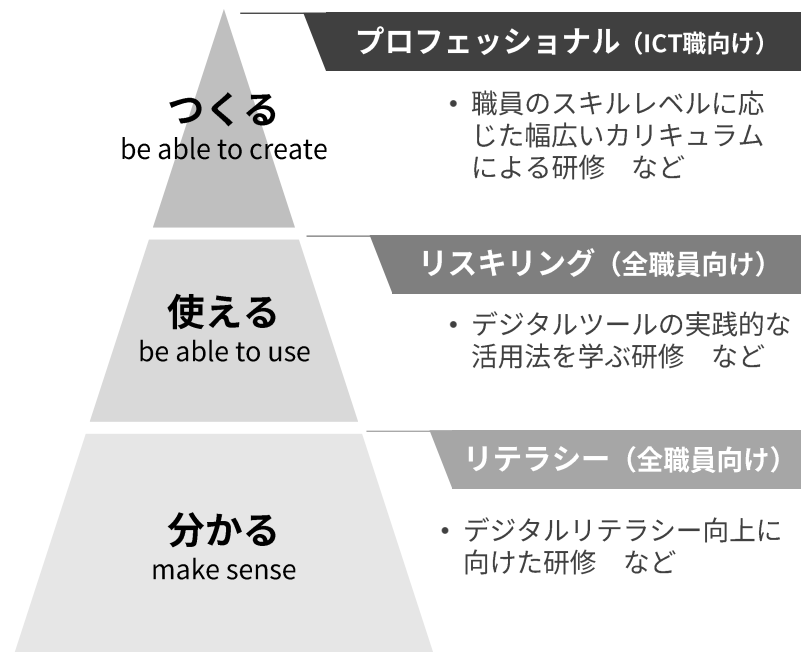 プロフェッショナル（ICT職向け）
つくる
be able to create
• 職員のスキルレベルに応
じた幅広いカリキュラム
による研修　など
リスキリング（全職員向け）
使える
be able to use
• デジタルツールの実践的な
活用法を学ぶ研修　など
リテラシー（全職員向け）
分かる
make sense
• デジタルリテラシー向上に
向けた研修　など